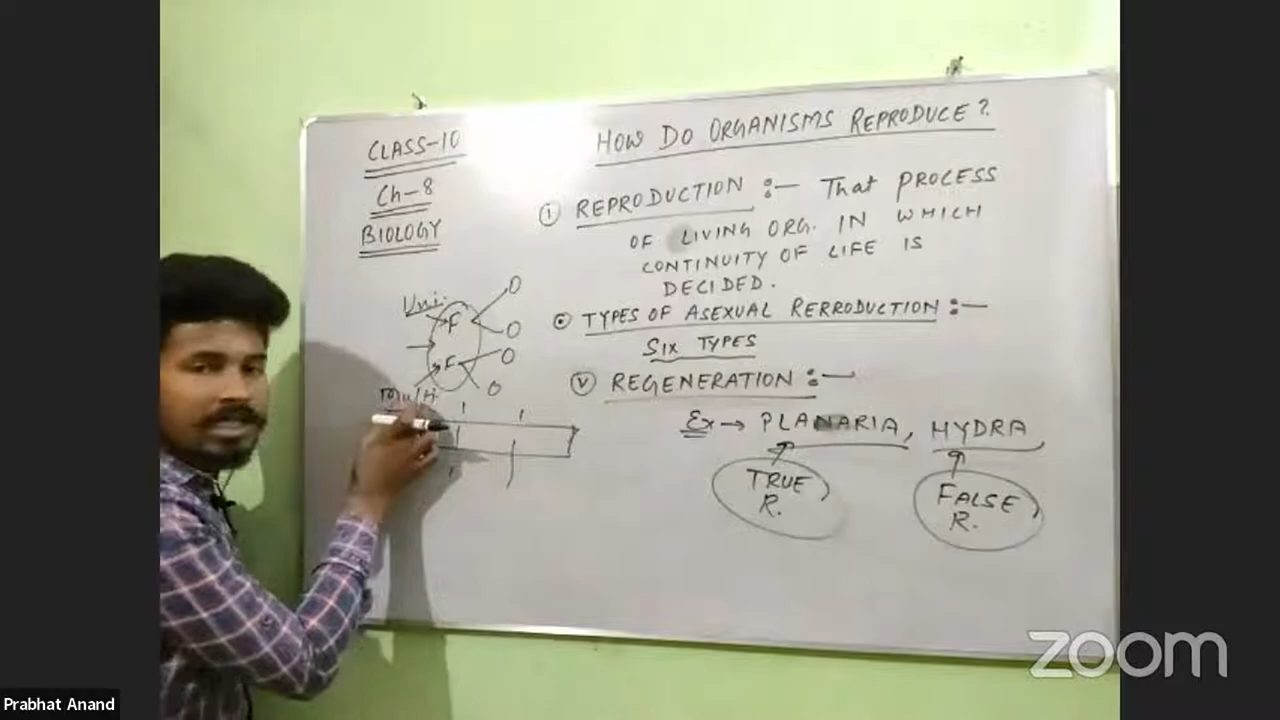 CLASS-10
Ch-8
BIOLOGY
HOW DO ORGANISMS REPRODUCE?
① REPRODUCTION :— That PROCESS
OF LIVING ORG. IN WHICH
CONTINUITY OF LIFE IS
DECIDED.
TYPES OF ASEXUAL RERRODUCTION :—
SIX TYPES
Ⓥ REGENERATION :—
Ex → PLANARIA, HYDRA
TRUE
R.
FALSE
R.
Uni.
F
F
zoom
Prabhat Anand